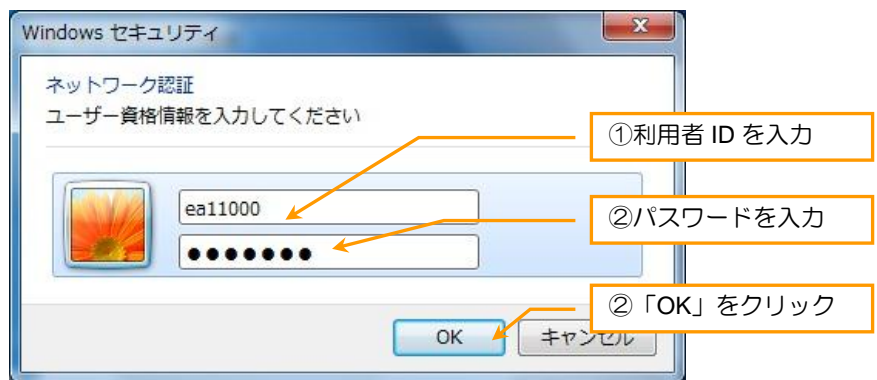 Windows セキュリティ
ネットワーク認証
ユーザー資格情報を入力してください
①利用者 ID を入力
ea11000
②パスワードを入力
●●●●●●●
②「OK」をクリック
OK
キャンセル